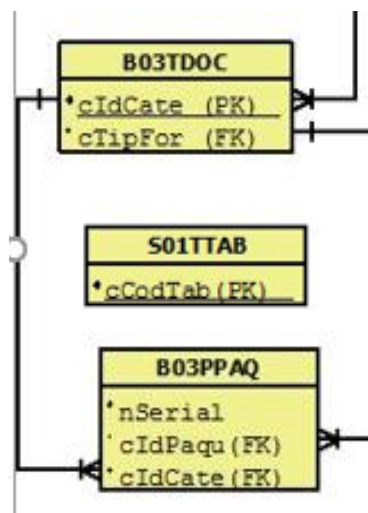 B03TDOC
cIdCate (PK)
cTipFor (FK)
S01TTAB
cCodTab(PK)
B03PPAQ
nSerial
cIdPaqu(FK)
cIdCate(FK)